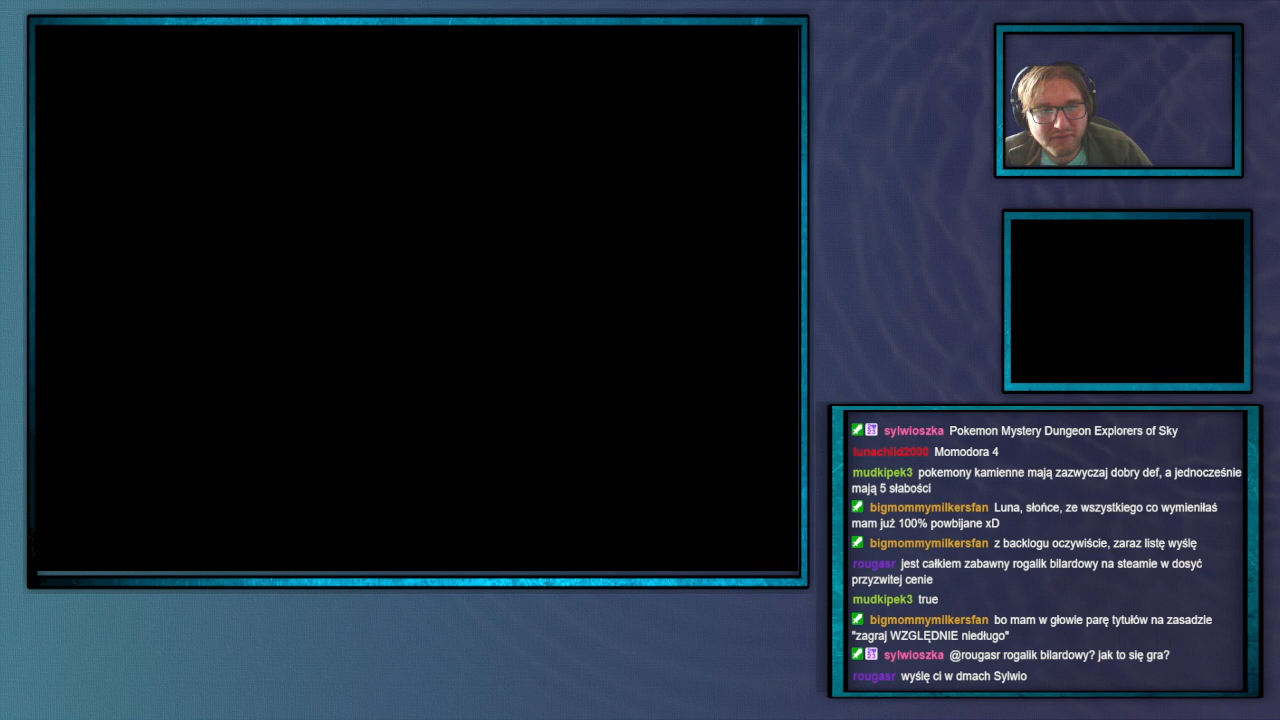 sylwioszka Pokemon Mystery Dungeon Explorers of Sky
lunachild2008 Momodora 4
mudkipek3 pokemony kamienne mają zazwyczaj dobry def, a jednocześnie
mają 5 słabości
bigmommymilkersfan Luna, słońce, ze wszystkiego co wymieniłaś
mam już 100% powbijane xD
bigmommymilkersfan z backlogu oczywiście, zaraz listę wyślę
rougasr jest całkiem zabawny rogalik bilardowy na steamie w dosyć
przyzwitej cenie
mudkipek3 true
bigmommymilkersfan bo mam w głowie parę tytułów na zasadzie
"zagraj WZGLĘDNIE niedługo"
sylwioszka @rougasr rogalik bilardowy? jak to się gra?
rougasr wyślę ci w dmach Sylwio